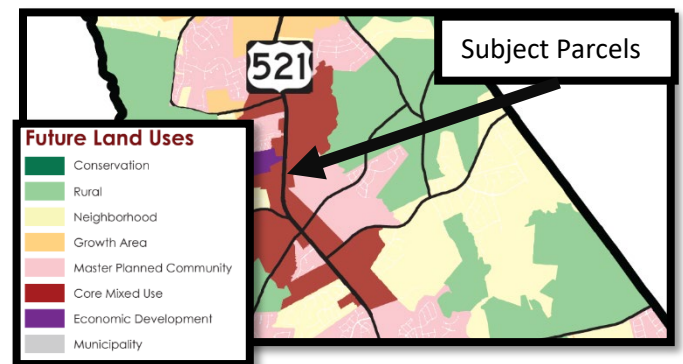 521
Subject Parcels
Future Land Uses
Conservation
Rural
Neighborhood
Growth Area
Master Planned Community
Core Mixed Use
Economic Development
Municipality